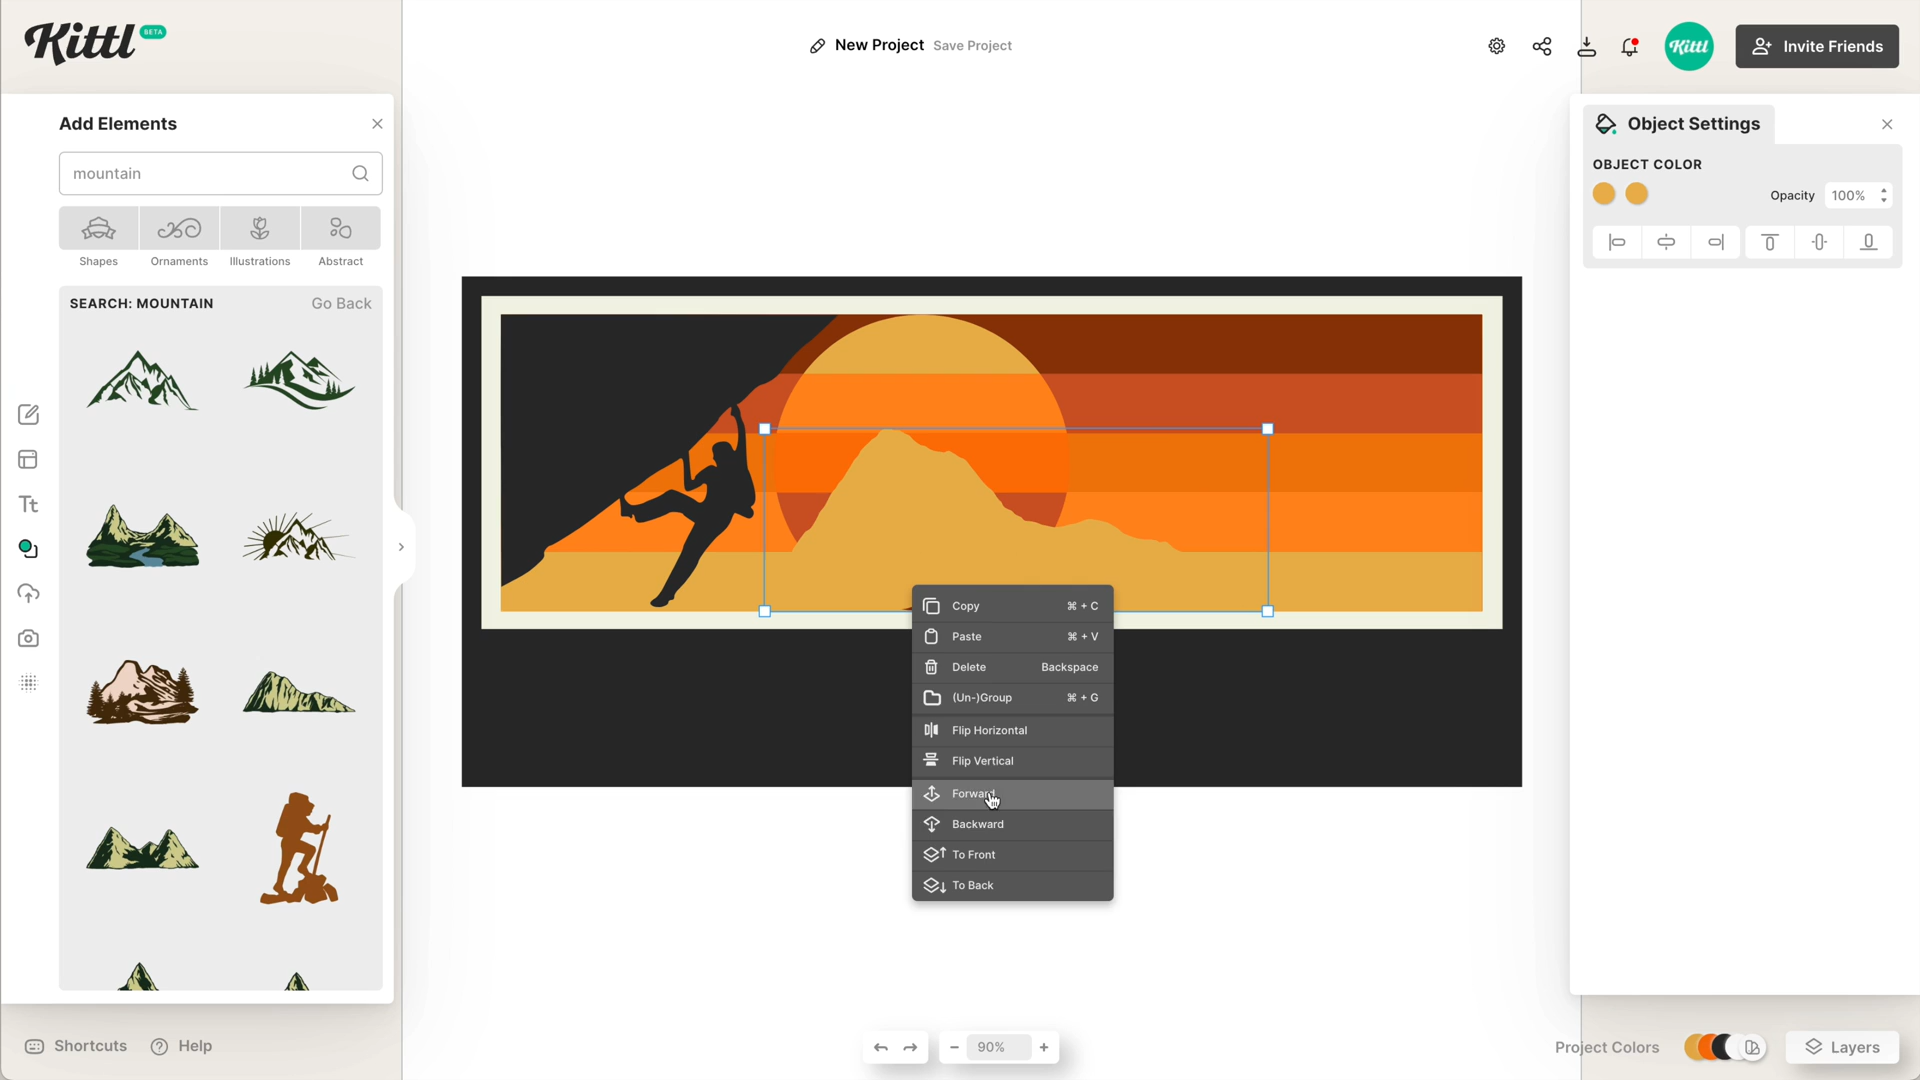 Kittl BETA
New Project Save Project
Kittl
Invite Friends
Add Elements
mountain
Shapes Ornaments Illustrations Abstract
SEARCH: MOUNTAIN Go Back
Tt
Object Settings
OBJECT COLOR
Opacity 100%
Copy ⌘ + C
Paste ⌘ + V
Delete Backspace
(Un-)Group ⌘ + G
Flip Horizontal
Flip Vertical
Forward
Backward
To Front
To Back
Shortcuts Help
90%
Project Colors
Layers